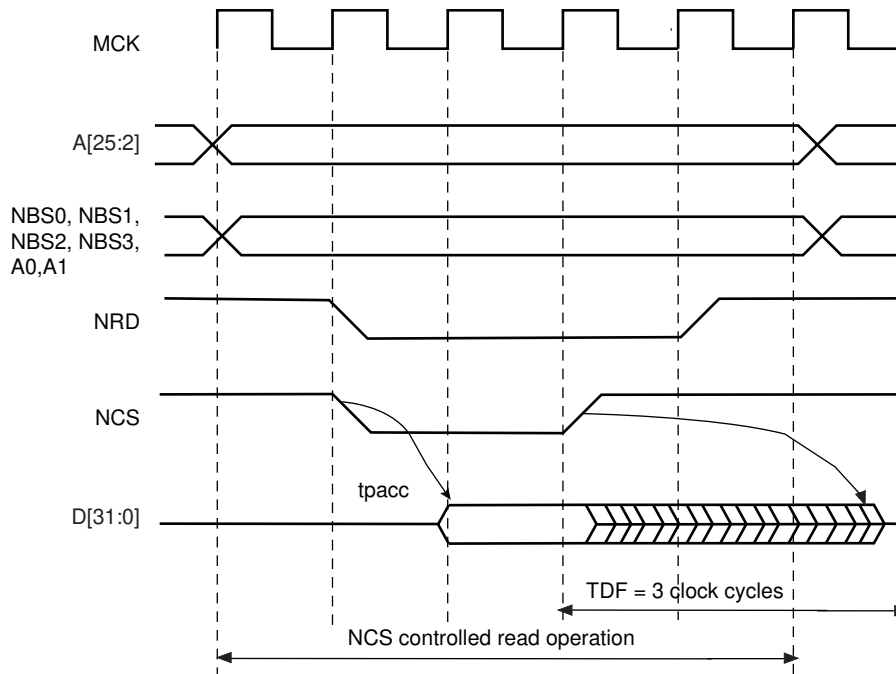 MCK
A[25:2]
NBS0, NBS1,
NBS2, NBS3,
A0,A1
NRD
NCS
tpacc
D[31:0]
TDF = 3 clock cycles
NCS controlled read operation